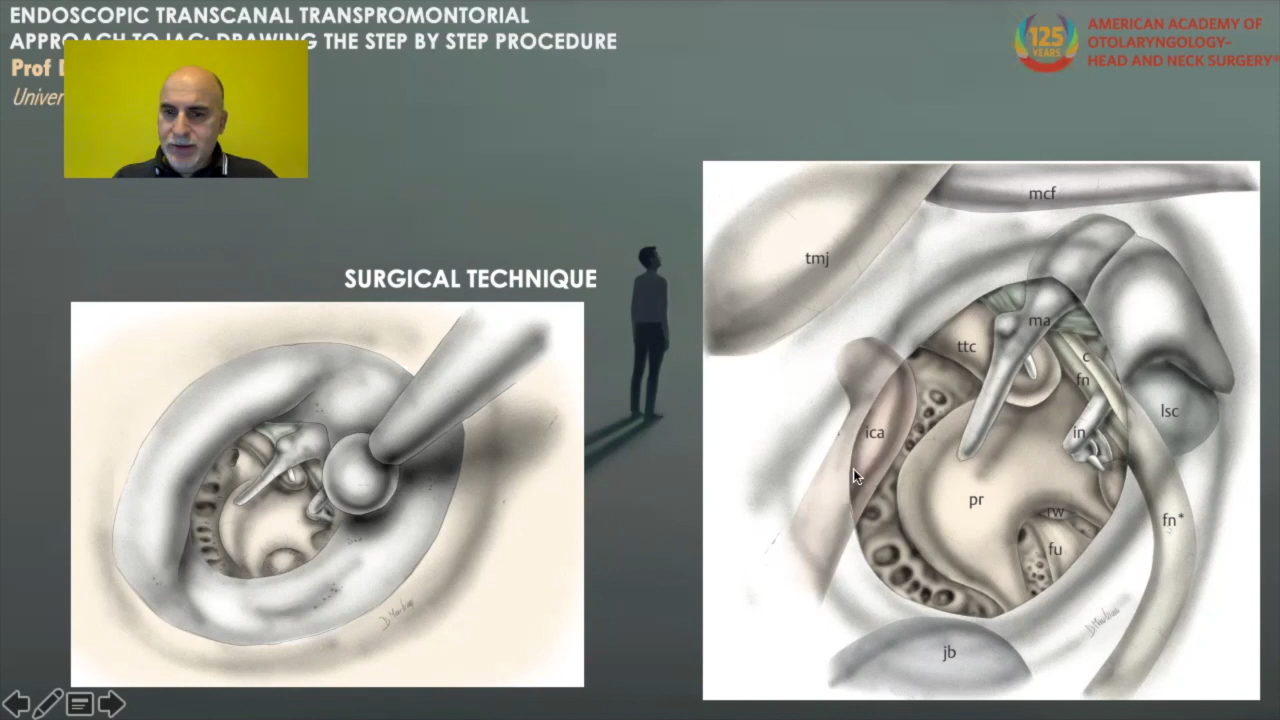 ENDOSCOPIC TRANSCANAL TRANSPROMONTORIAL
APPROACH TO IAC: DRAWING THE STEP BY STEP PROCEDURE
Prof
Univer
125
YEARS
AMERICAN ACADEMY OF
OTOLARYNGOLOGY-
HEAD AND NECK SURGERY®
SURGICAL TECHNIQUE
mcf
tmj
ma
ttc
c
fn
lsc
ica
in
pr
rw
fn*
fu
jb